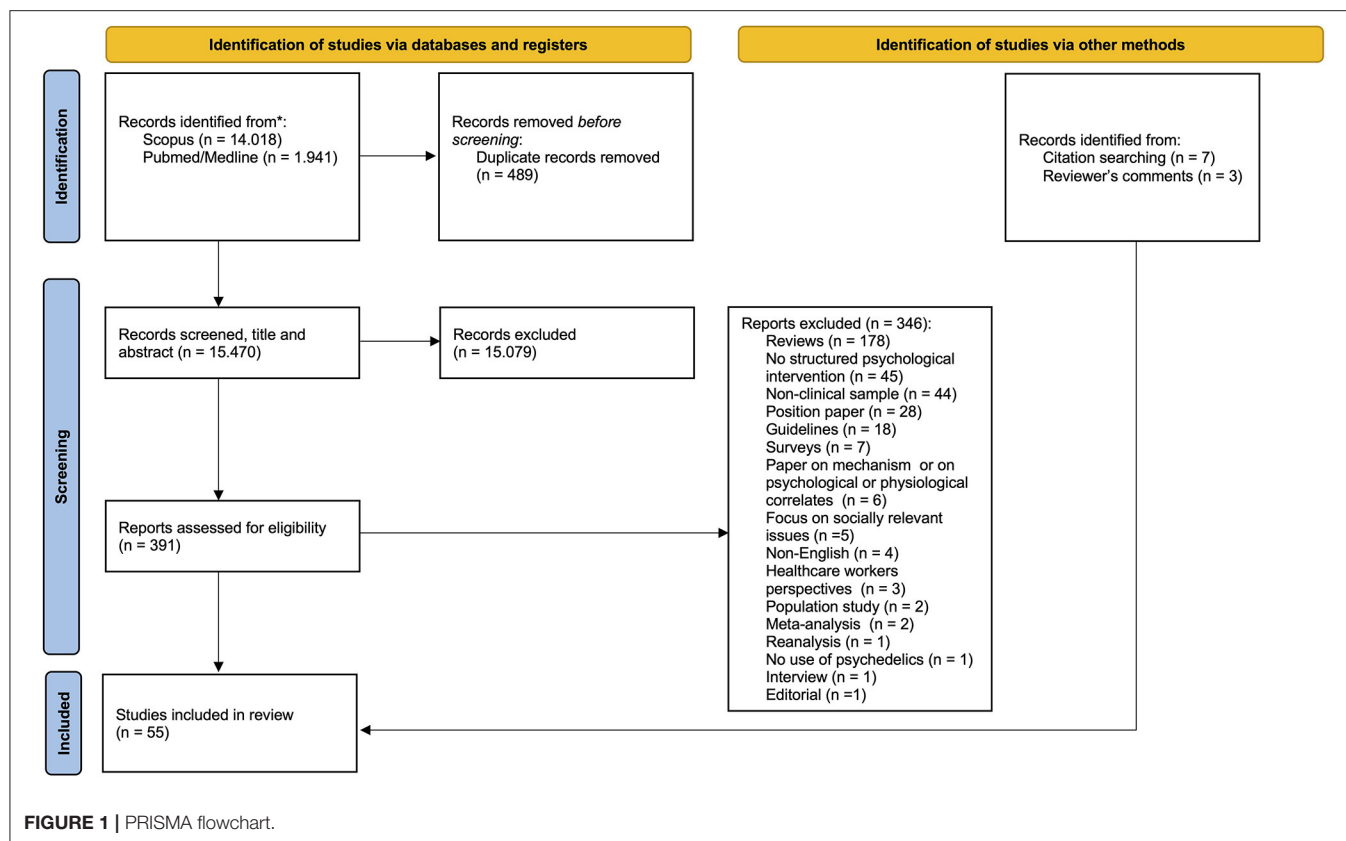 Identification of studies via databases and registers
Identification of studies via other methods
Identification
Records identified from*:
Scopus (n = 14.018)
Pubmed/Medline (n = 1.941)
Records removed before
screening:
Duplicate records removed
(n = 489)
Records identified from:
Citation searching (n = 7)
Reviewer's comments (n = 3)
Screening
Records screened, title and
abstract (n = 15.470)
Records excluded
(n = 15.079)
Reports assessed for eligibility
(n = 391)
Reports excluded (n = 346):
Reviews (n = 178)
No structured psychological
intervention (n = 45)
Non-clinical sample (n = 44)
Position paper (n = 28)
Guidelines (n = 18)
Surveys (n = 7)
Paper on mechanism or on
psychological or physiological
correlates (n = 6)
Focus on socially relevant
issues (n =5)
Non-English (n = 4)
Healthcare workers
perspectives (n = 3)
Population study (n = 2)
Meta-analysis (n = 2)
Reanalysis (n = 1)
No use of psychedelics (n = 1)
Interview (n = 1)
Editorial (n =1)
Included
Studies included in review
(n = 55)
FIGURE 1 | PRISMA flowchart.